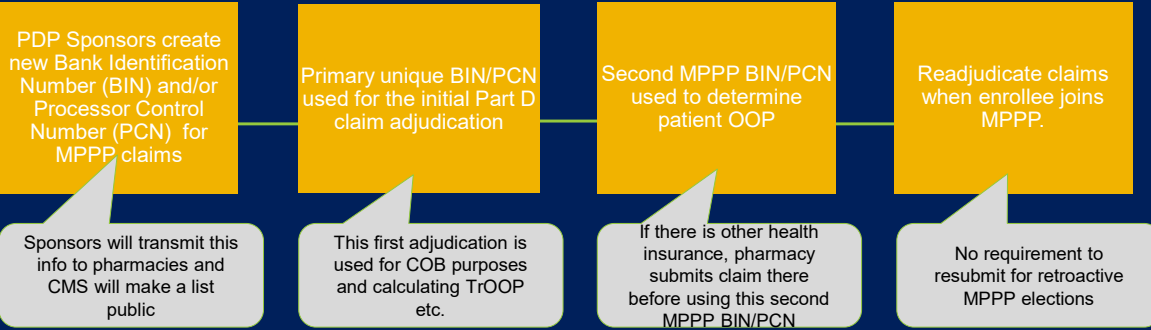 PDP Sponsors create
new Bank Identification
Number (BIN) and/or
Processor Control
Number (PCN) for
MPPP claims
Primary unique BIN/PCN
used for the initial Part D
claim adjudication
Second MPPP BIN/PCN
used to determine
patient OOP
Readjudicate claims
when enrollee joins
MPPP.
Sponsors will transmit this
info to pharmacies and
CMS will make a list
public
This first adjudication is
used for COB purposes
and calculating TrOOP
etc.
If there is other health
insurance, pharmacy
submits claim there
before using this second
MPPP BIN/PCN
No requirement to
resubmit for retroactive
MPPP elections